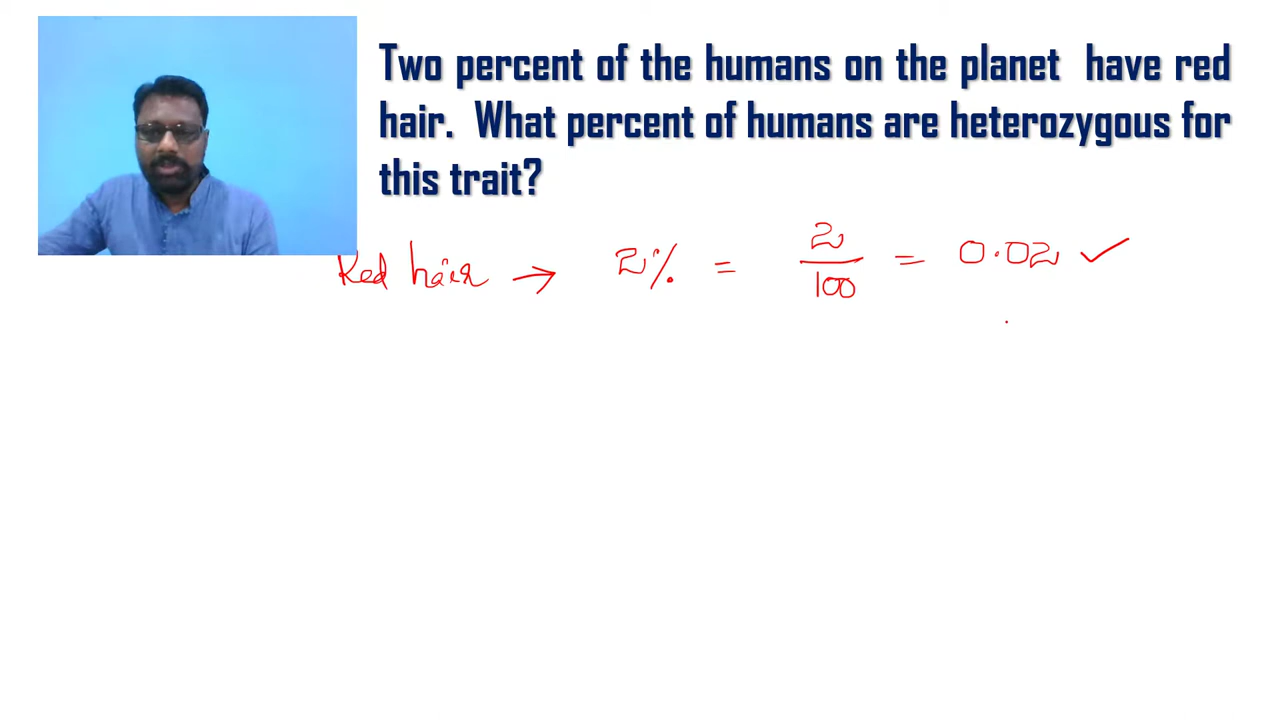 Two percent of the humans on the planet have red
hair. What percent of humans are heterozygous for
this trait?
Red hair → 2% = 2/100 = 0.02 ✓